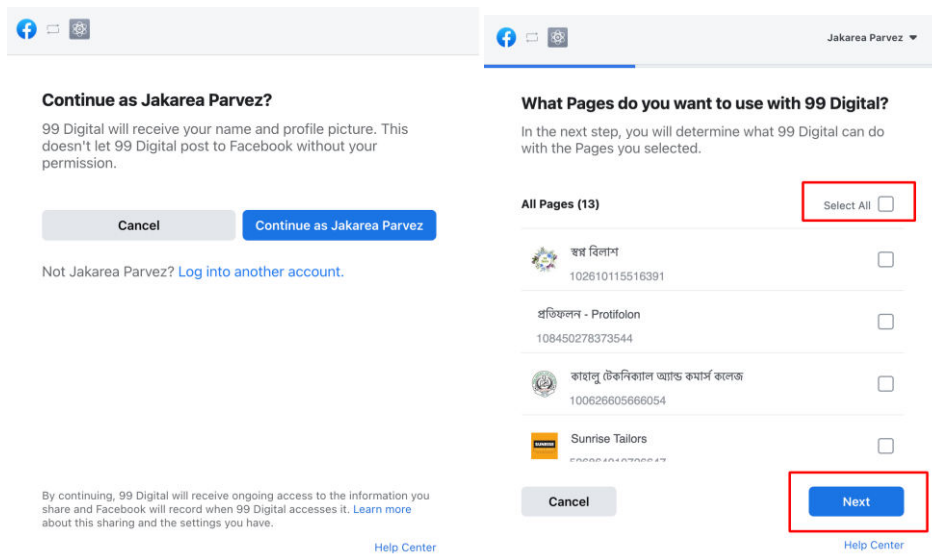 Continue as Jakarea Parvez?
99 Digital will receive your name and profile picture. This
doesn't let 99 Digital post to Facebook without your
permission.
Cancel
Continue as Jakarea Parvez
Not Jakarea Parvez? Log into another account.
By continuing, 99 Digital will receive ongoing access to the information you
share and Facebook will record when 99 Digital accesses it. Learn more
about this sharing and the settings you have.
Help Center
Jakarea Parvez
What Pages do you want to use with 99 Digital?
In the next step, you will determine what 99 Digital can do
with the Pages you selected.
All Pages (13)
Select All
স্বপ্ন বিলাশ
102610115516391
প্রতিফলন - Protifolon
108450278373544
কাহালু টেকনিক্যাল অ্যান্ড কমার্স কলেজ
100626605666054
SUNRISE
Sunrise Tailors
Cancel
Next
Help Center